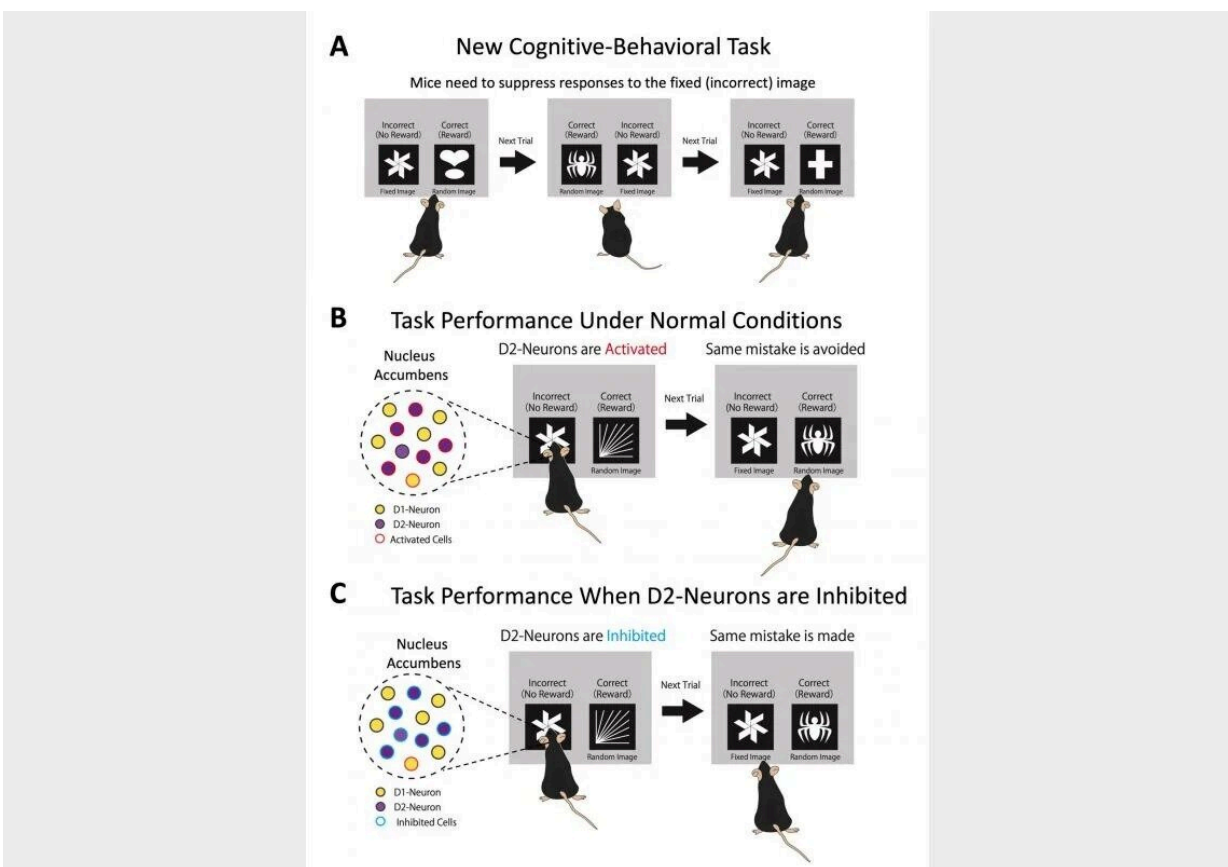 A
New Cognitive-Behavioral Task
Mice need to suppress responses to the fixed (incorrect) image
Incorrect
(No Reward)
Correct
(Reward)
Fixed Image
Random Image
Next Trial
Correct
(Reward)
Incorrect
(No Reward)
Random Image
Fixed Image
Next Trial
Incorrect
(No Reward)
Correct
(Reward)
Fixed Image
Random Image
B
Task Performance Under Normal Conditions
Nucleus
Accumbens
D1-Neuron
D2-Neuron
Activated Cells
D2-Neurons are Activated
Incorrect
(No Reward)
Correct
(Reward)
Random Image
Next Trial
Same mistake is avoided
Incorrect
(No Reward)
Correct
(Reward)
Fixed Image
Random Image
C
Task Performance When D2-Neurons are Inhibited
Nucleus
Accumbens
D1-Neuron
D2-Neuron
Inhibited Cells
D2-Neurons are Inhibited
Incorrect
(No Reward)
Correct
(Reward)
Random Image
Next Trial
Same mistake is made
Incorrect
(No Reward)
Correct
(Reward)
Fixed Image
Random Image